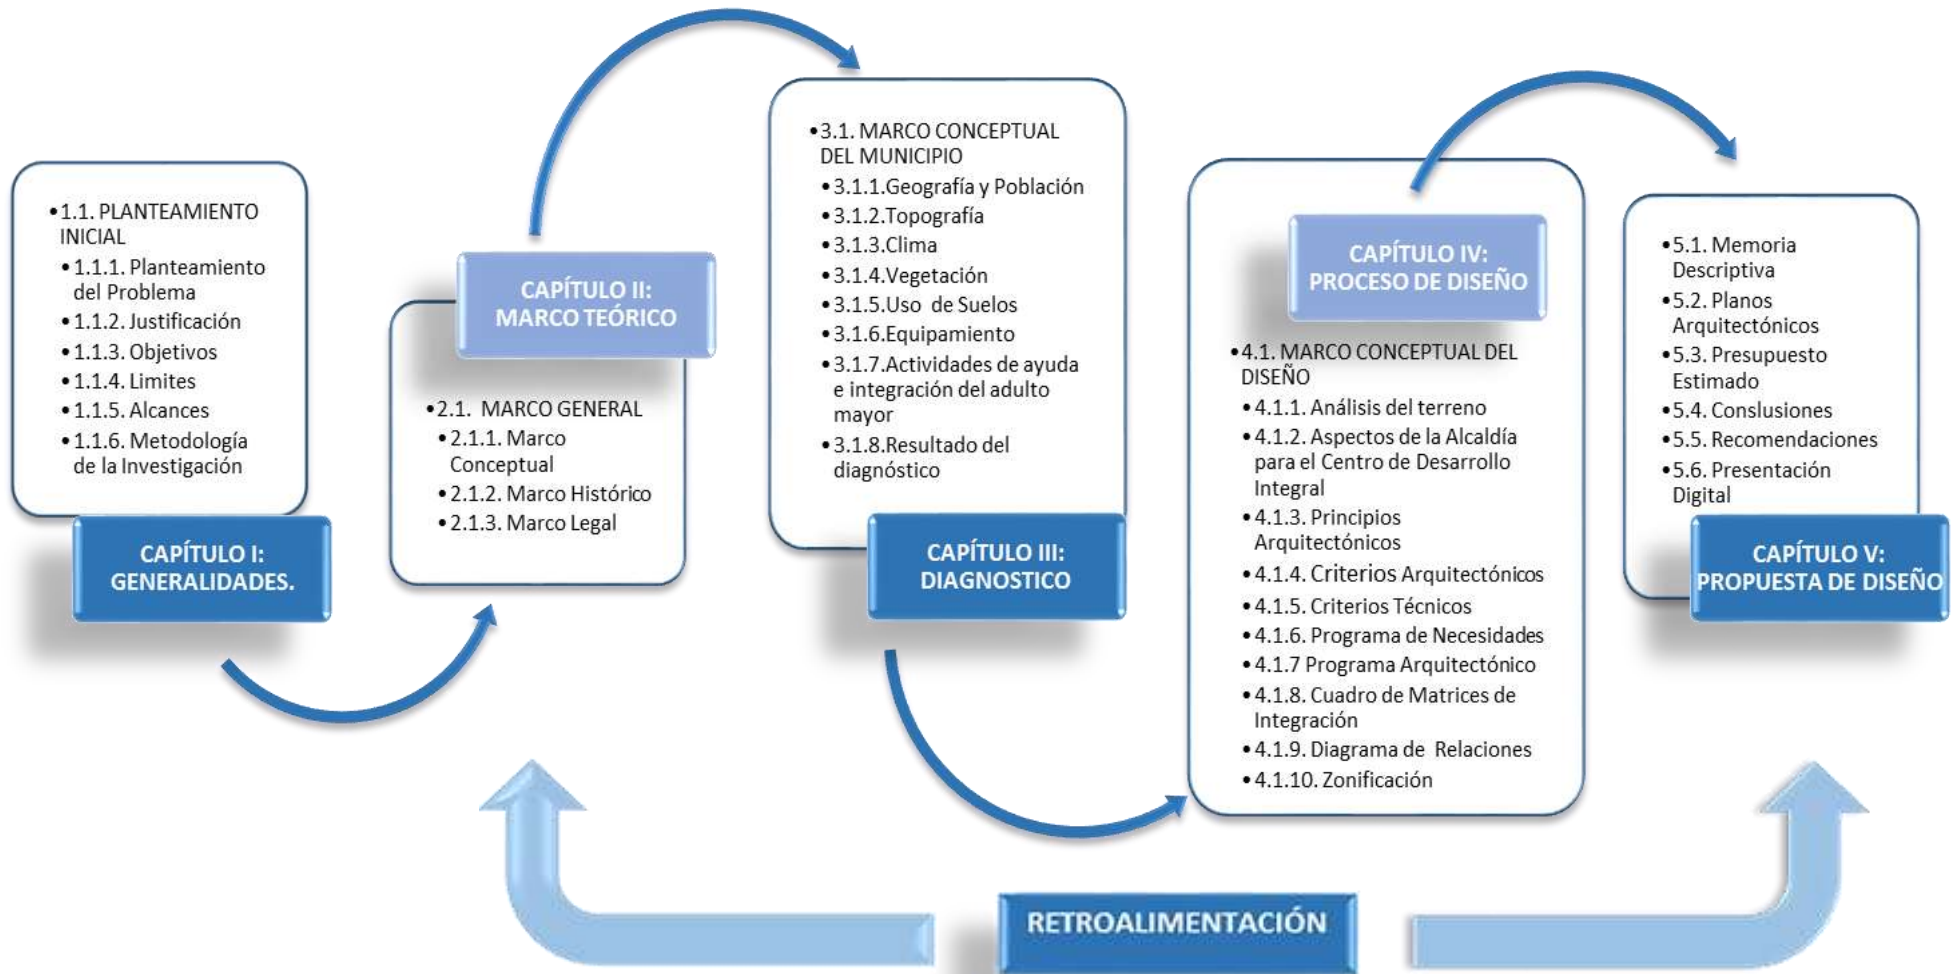 •1.1. PLANTEAMIENTO
INICIAL
•1.1.1. Planteamiento
del Problema
•1.1.2. Justificación
•1.1.3. Objetivos
•1.1.4. Limites
•1.1.5. Alcances
•1.1.6. Metodología
de la Investigación
CAPÍTULO I:
GENERALIDADES.
CAPÍTULO II:
MARCO TEÓRICO
•2.1. MARCO GENERAL
•2.1.1. Marco
Conceptual
•2.1.2. Marco Histórico
•2.1.3. Marco Legal
•3.1. MARCO CONCEPTUAL
DEL MUNICIPIO
•3.1.1.Geografía y Población
•3.1.2.Topografía
•3.1.3.Clima
•3.1.4.Vegetación
•3.1.5.Uso de Suelos
•3.1.6.Equipamiento
•3.1.7.Actividades de ayuda
e integración del adulto
mayor
•3.1.8.Resultado del
diagnóstico
CAPÍTULO III:
DIAGNOSTICO
CAPÍTULO IV:
PROCESO DE DISEÑO
•4.1. MARCO CONCEPTUAL DEL
DISEÑO
•4.1.1. Análisis del terreno
•4.1.2. Aspectos de la Alcaldía
para el Centro de Desarrollo
Integral
•4.1.3. Principios
Arquitectónicos
•4.1.4. Criterios Arquitectónicos
•4.1.5. Criterios Técnicos
•4.1.6. Programa de Necesidades
•4.1.7 Programa Arquitectónico
•4.1.8. Cuadro de Matrices de
Integración
•4.1.9. Diagrama de Relaciones
•4.1.10. Zonificación
•5.1. Memoria
Descriptiva
•5.2. Planos
Arquitectónicos
•5.3. Presupuesto
Estimado
•5.4. Conslusiones
•5.5. Recomendaciones
•5.6. Presentación
Digital
CAPÍTULO V:
PROPUESTA DE DISEÑO
RETROALIMENTACIÓN